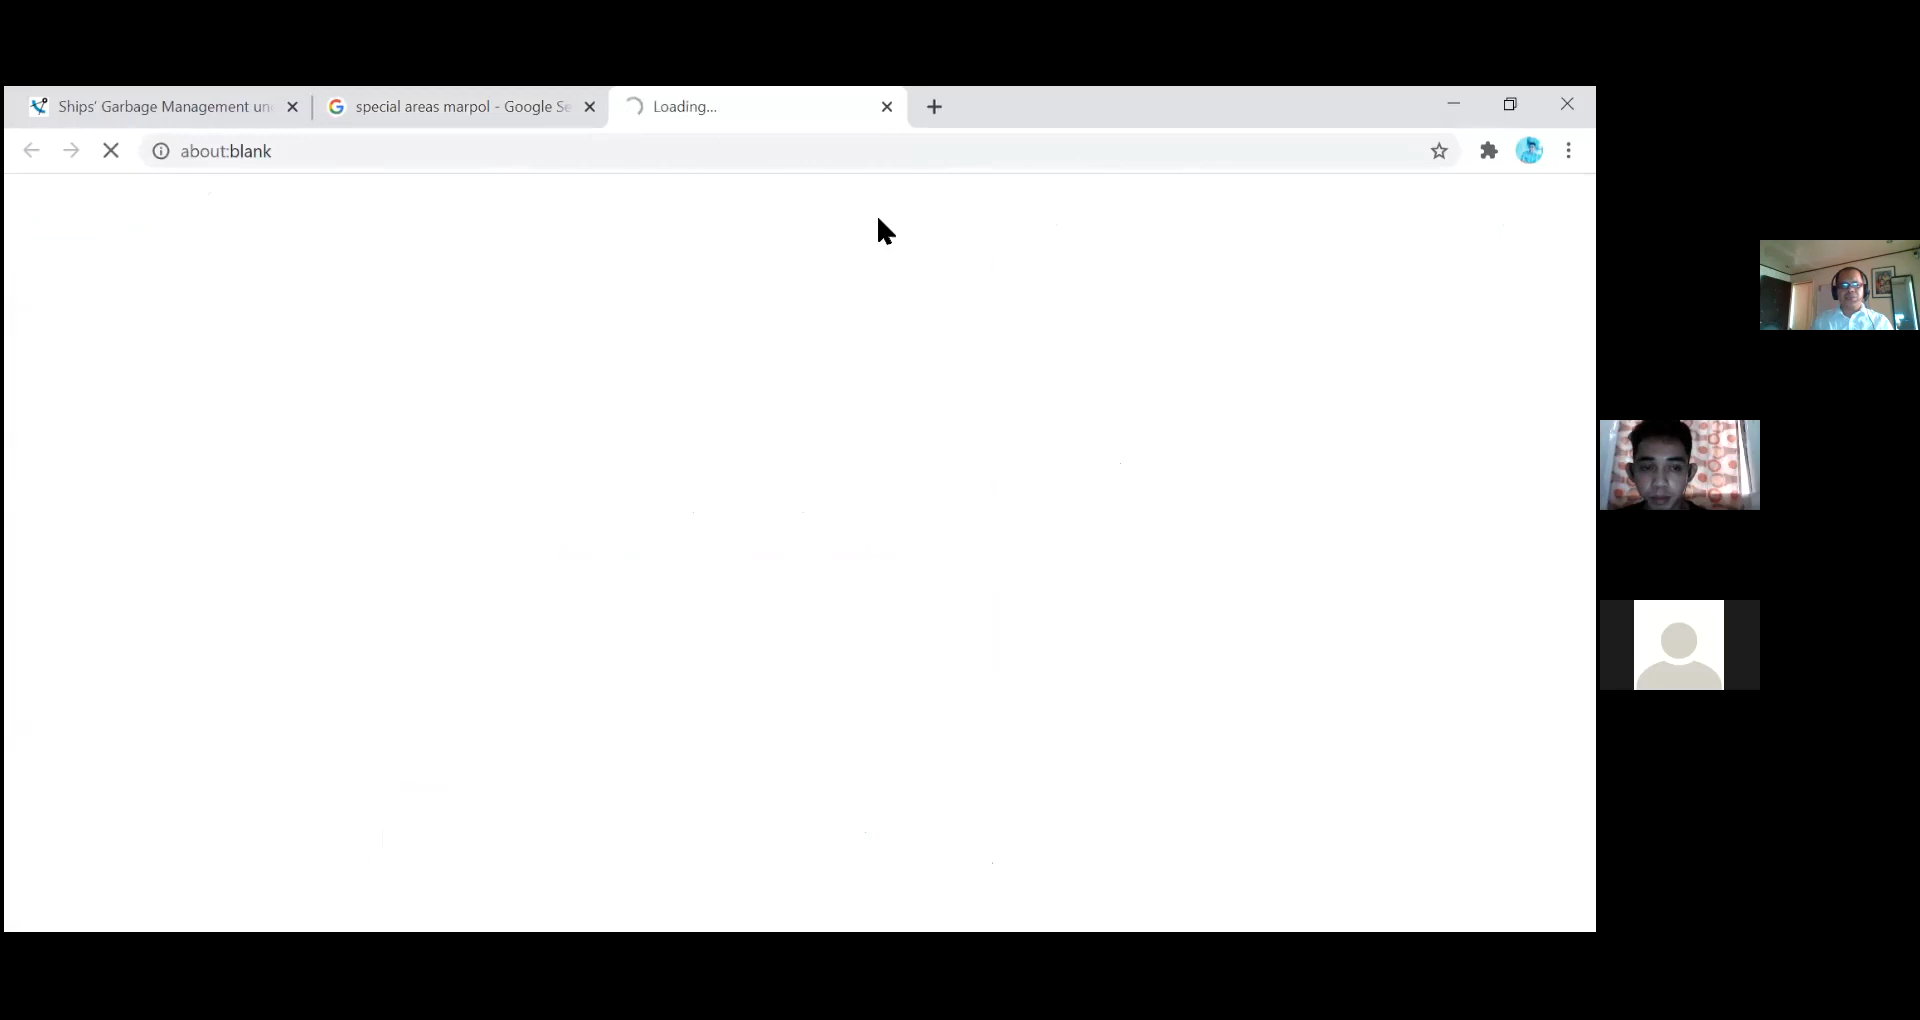 Ships' Garbage Management un
special areas marpol - Google Se
Loading...
about:blank